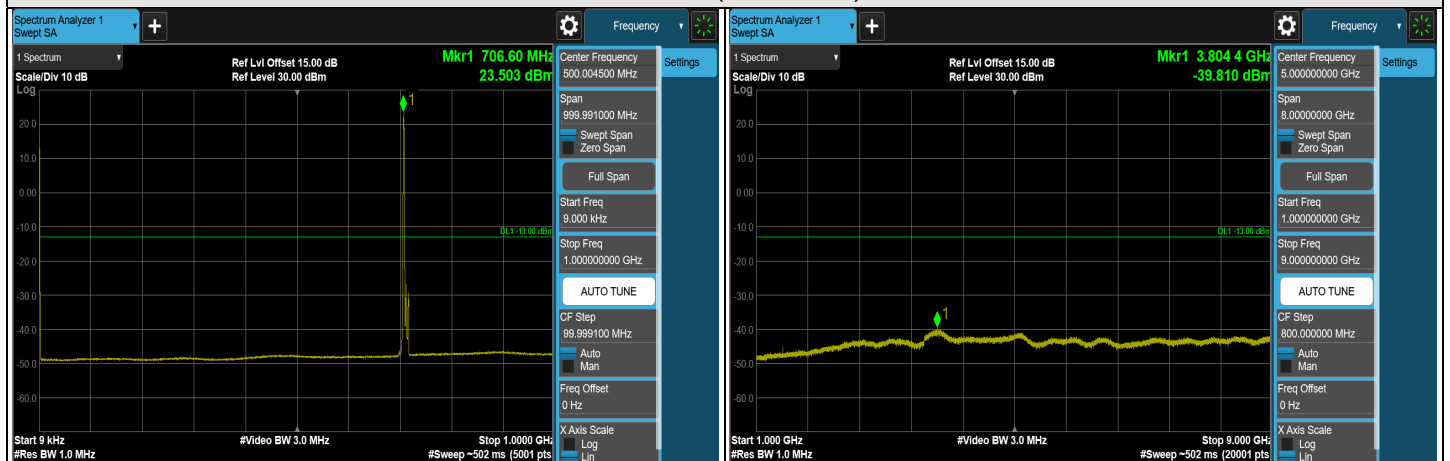 Spectrum Analyzer 1
Swept SA
+
Frequency
1 Spectrum
Scale/Div 10 dB
Log
Ref Lvl Offset 15.00 dB
Ref Level 30.00 dBm
Mkr1 706.60 MHz
23.503 dBm
1
20.0
10.0
0.00
-10.0
-20.0
-30.0
-40.0
-50.0
-60.0
DL1 -13.00 dBm
Start 9 kHz
#Res BW 1.0 MHz
#Video BW 3.0 MHz
Stop 1.0000 GHz
#Sweep ~502 ms (5001 pts)
Center Frequency
500.004500 MHz
Settings
Span
999.991000 MHz
Swept Span
Zero Span
Full Span
Start Freq
9.000 kHz
Stop Freq
1.000000000 GHz
AUTO TUNE
CF Step
99.999100 MHz
Auto
Man
Freq Offset
0 Hz
X Axis Scale
Log
Lin
Spectrum Analyzer 1
Swept SA
+
Frequency
1 Spectrum
Scale/Div 10 dB
Log
Ref Lvl Offset 15.00 dB
Ref Level 30.00 dBm
Mkr1 3.804 4 GHz
-39.810 dBm
1
20.0
10.0
0.00
-10.0
-20.0
-30.0
-40.0
-50.0
-60.0
DL1 -13.00 dBm
Start 1.000 GHz
#Res BW 1.0 MHz
#Video BW 3.0 MHz
Stop 9.000 GHz
#Sweep ~502 ms (20001 pts)
Center Frequency
5.000000000 GHz
Settings
Span
8.00000000 GHz
Swept Span
Zero Span
Full Span
Start Freq
1.000000000 GHz
Stop Freq
9.000000000 GHz
AUTO TUNE
CF Step
800.000000 MHz
Auto
Man
Freq Offset
0 Hz
X Axis Scale
Log
Lin